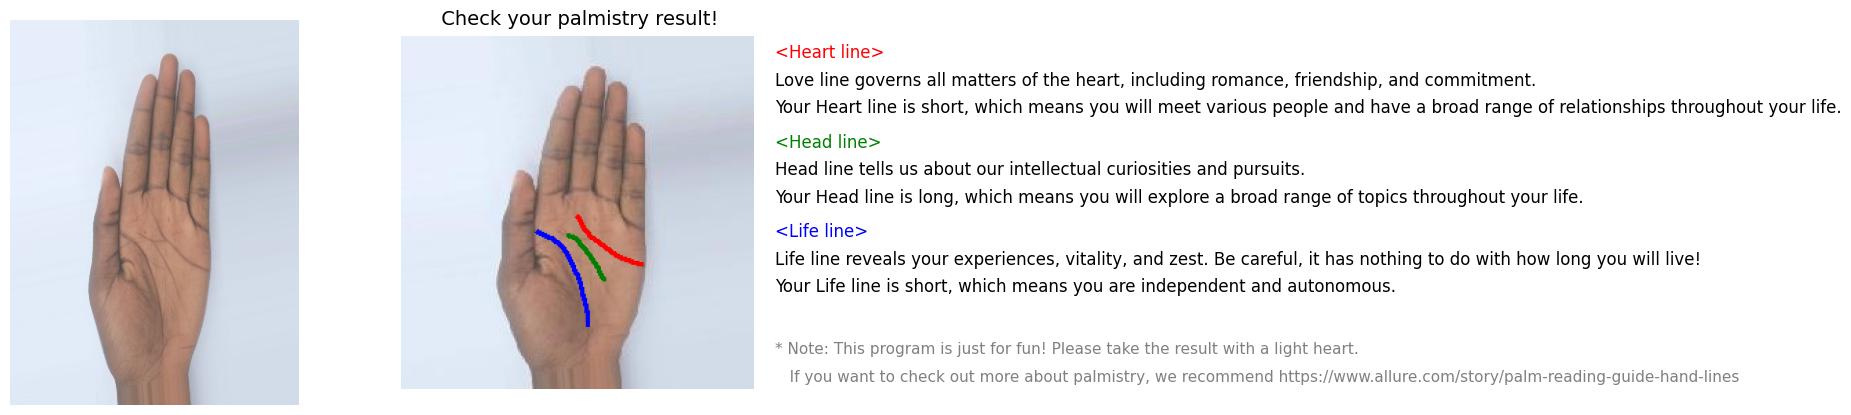 Check your palmistry result!
<Heart line>
Love line governs all matters of the heart, including romance, friendship, and commitment.
Your Heart line is short, which means you will meet various people and have a broad range of relationships throughout your life.
<Head line>
Head line tells us about our intellectual curiosities and pursuits.
Your Head line is long, which means you will explore a broad range of topics throughout your life.
<Life line>
Life line reveals your experiences, vitality, and zest. Be careful, it has nothing to do with how long you will live!
Your Life line is short, which means you are independent and autonomous.
* Note: This program is just for fun! Please take the result with a light heart.
If you want to check out more about palmistry, we recommend https://www.allure.com/story/palm-reading-guide-hand-lines